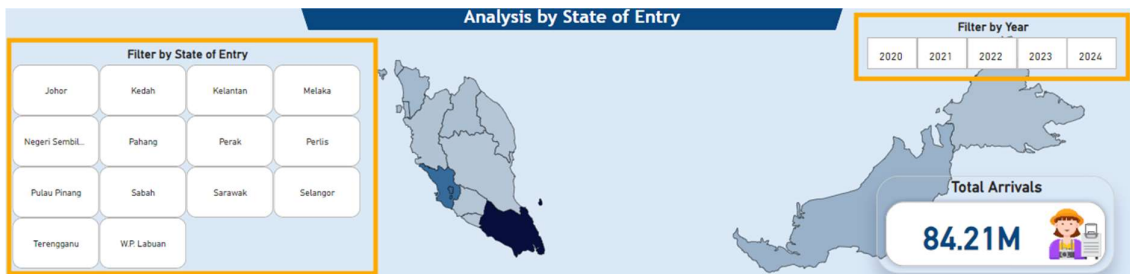 Analysis by State of Entry
Filter by State of Entry
Johor
Kedah
Kelantan
Melaka
Negeri Sembil...
Pahang
Perak
Perlis
Pulau Pinang
Sabah
Sarawak
Selangor
Terengganu
W.P. Labuan
Filter by Year
2020
2021
2022
2023
2024
Total Arrivals
84.21M